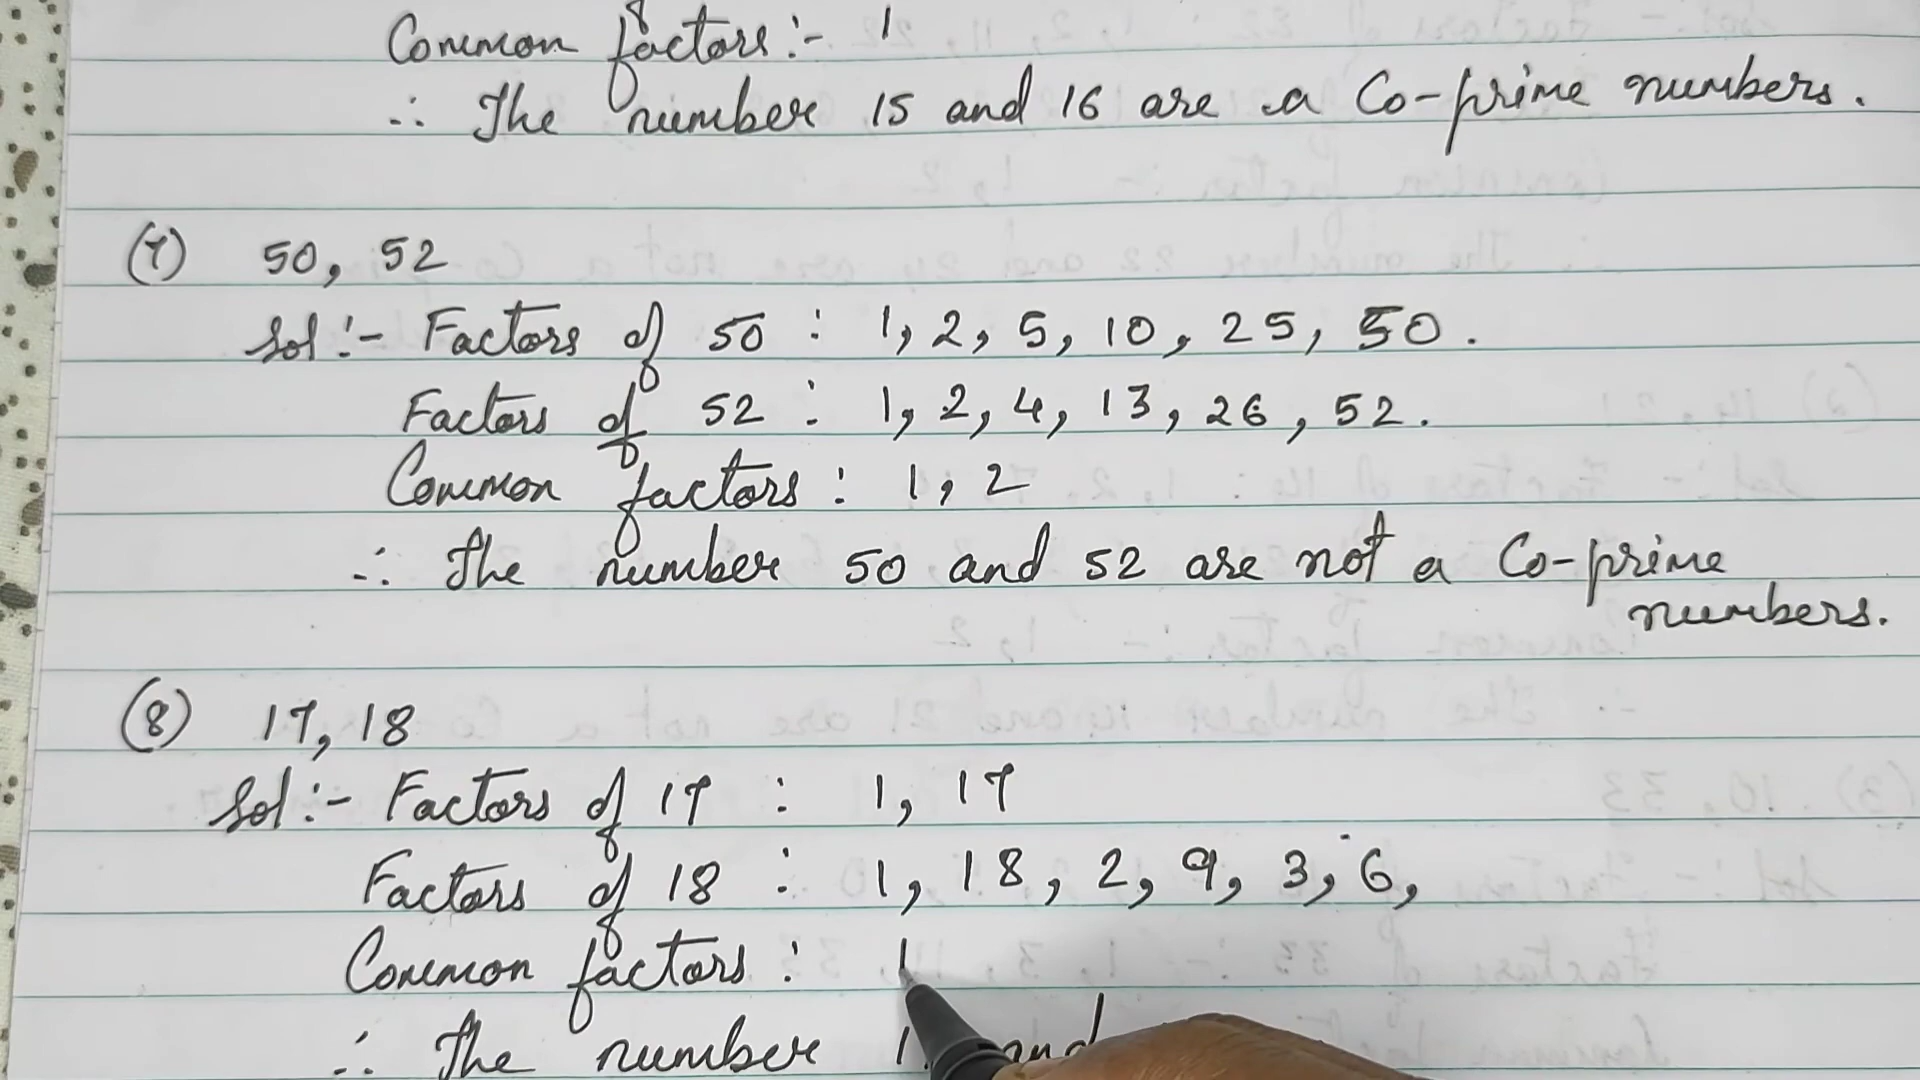 Common factors:- 1
∴ The number 15 and 16 are a Co-prime numbers.
(7) 50, 52
Sol:- Factors of 50 : 1, 2, 5, 10, 25, 50.
Factors of 52 : 1, 2, 4, 13, 26, 52.
Common factors : 1, 2
∴ The number 50 and 52 are not a Co-prime
numbers.
(8) 17, 18
Sol:- Factors of 17 : 1, 17
Factors of 18 : 1, 18, 2, 9, 3, 6,
Common factors : 1
∴ The number and